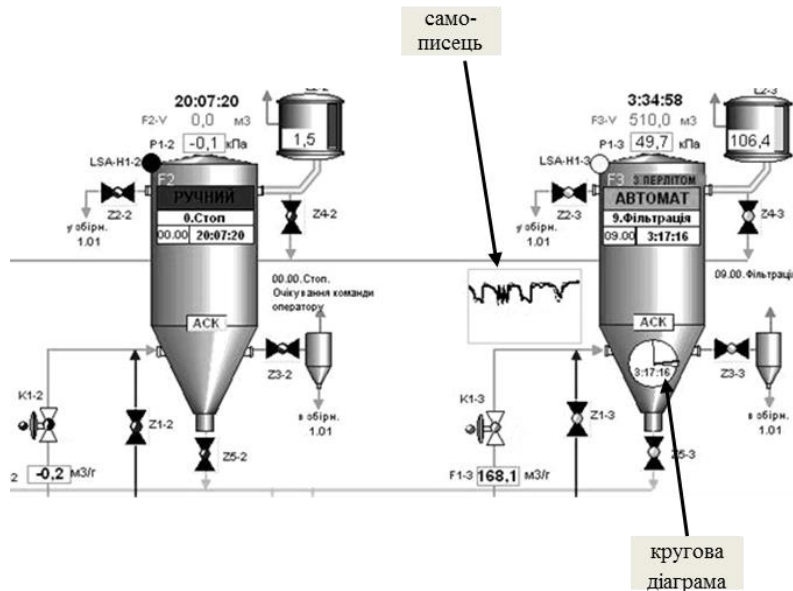 само-
писець
20:07:20
F2-V 0,0 м3
P1-2 -0,1 кПа
1,5
LSA-H1-2
F2
РУЧНИЙ
0.Стоп
00.00 20:07:20
Z2-2
у обірн.
1.01
Z4-2
00.00.Стоп.
Очікування команди
оператору
АСК
Z3-2
в обірн.
1.01
К1-2
Z1-2
Z5-2
2 -0,2 м3/г
3:34:58
F3-V 510,0 м3
P1-3 49,7 кПа
106,4
LSA-H1-3
F3 З ПЕРЛІТОМ
АВТОМАТ
9.Фільтрація
09.00 3:17:16
Z2-3
у обірн.
1.01
Z4-3
09.00.Фільтраці
АСК
3:17:16
Z3-3
в обірн.
1.01
К1-3
Z1-3
Z5-3
F1-3 168,1 м3/г
кругова
діаграма